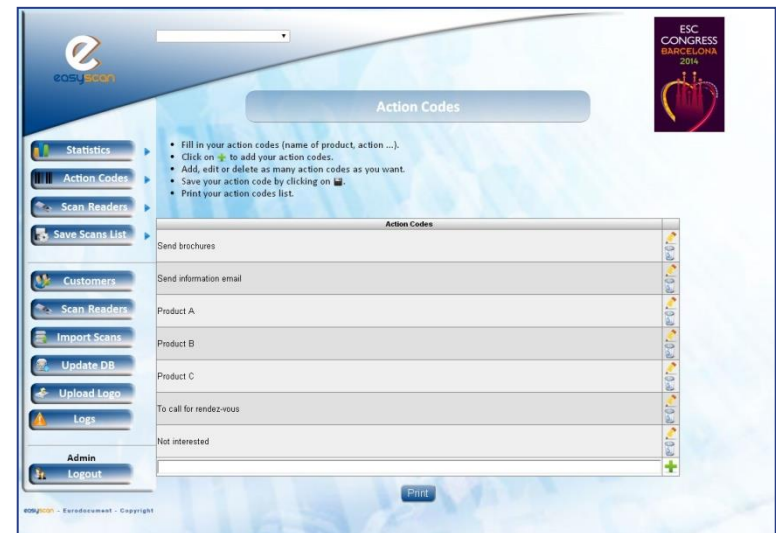 easyscan
ESC
CONGRESS
BARCELONA
2014
Action Codes
Statistics
Action Codes
Scan Readers
Save Scans List
Customers
Scan Readers
Import Scans
Update DB
Upload Logo
Logs
Admin
Logout
• Fill in your action codes (name of product, action ...).
• Click on to add your action codes.
• Add, edit or delete as many action codes as you want.
• Save your action code by clicking on .
• Print your action codes list.
Action Codes
Send brochures
Send information email
Product A
Product B
Product C
To call for rendez-vous
Not interested
Print
easyscan - Eurodocument - Copyright